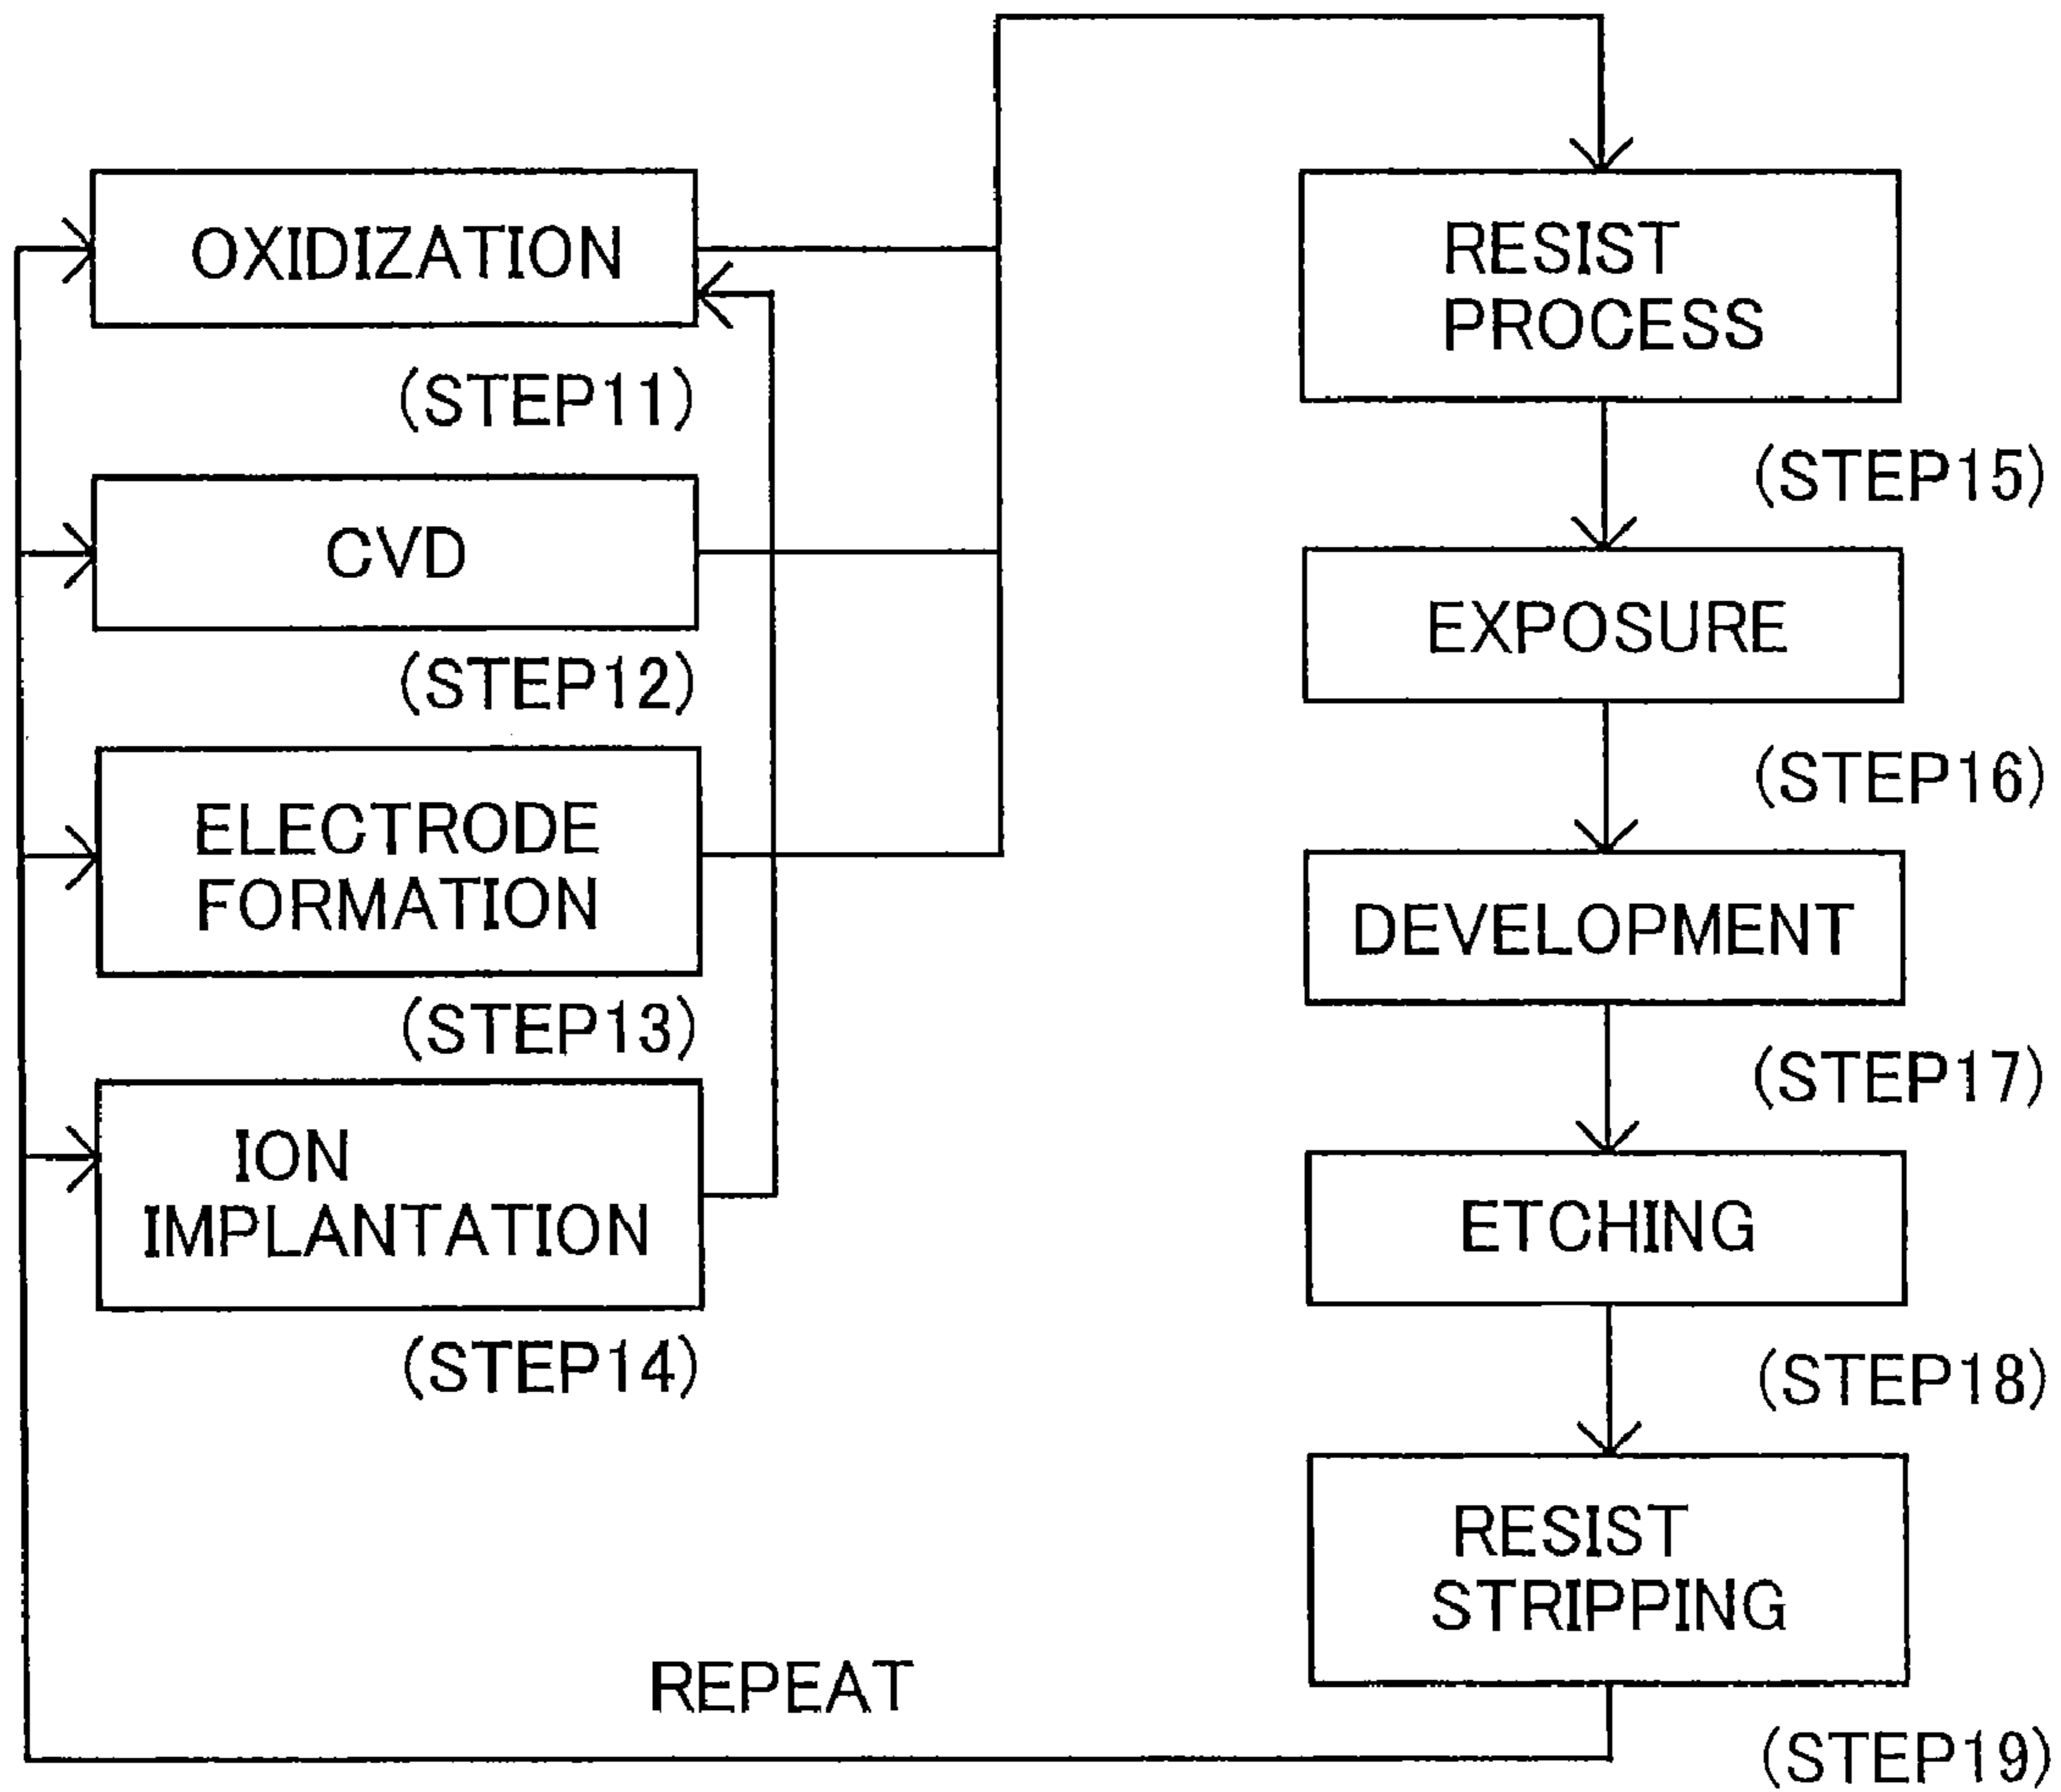 OXIDIZATION
(STEP11)
CVD
(STEP12)
ELECTRODE
FORMATION
(STEP13)
ION
IMPLANTATION
(STEP14)
RESIST
PROCESS
(STEP15)
EXPOSURE
(STEP16)
DEVELOPMENT
(STEP17)
ETCHING
(STEP18)
RESIST
STRIPPING
(STEP19)
REPEAT